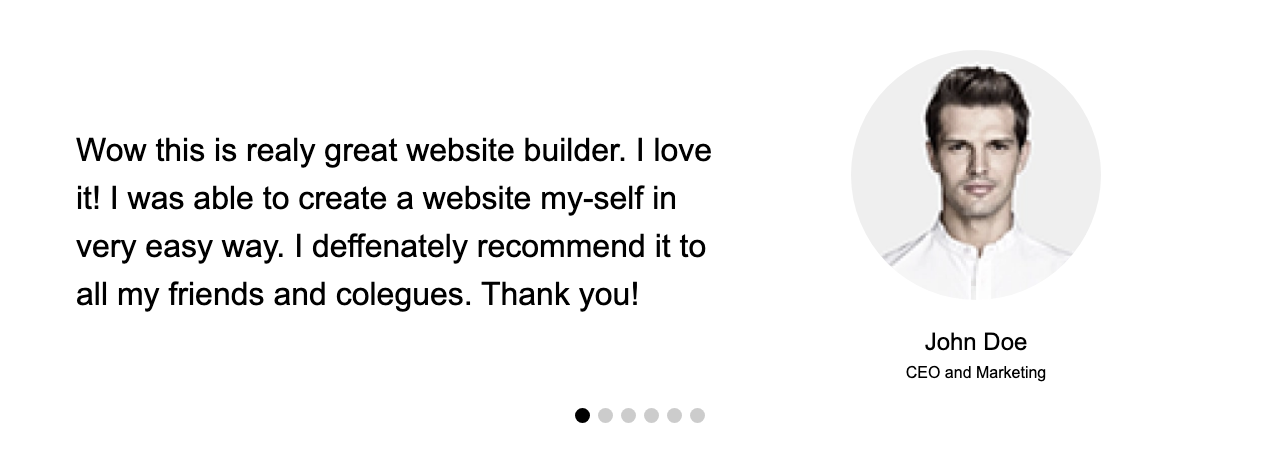 Wow this is realy great website builder. I love
it! I was able to create a website my-self in
very easy way. I deffenately recommend it to
all my friends and colegues. Thank you!
John Doe
CEO and Marketing